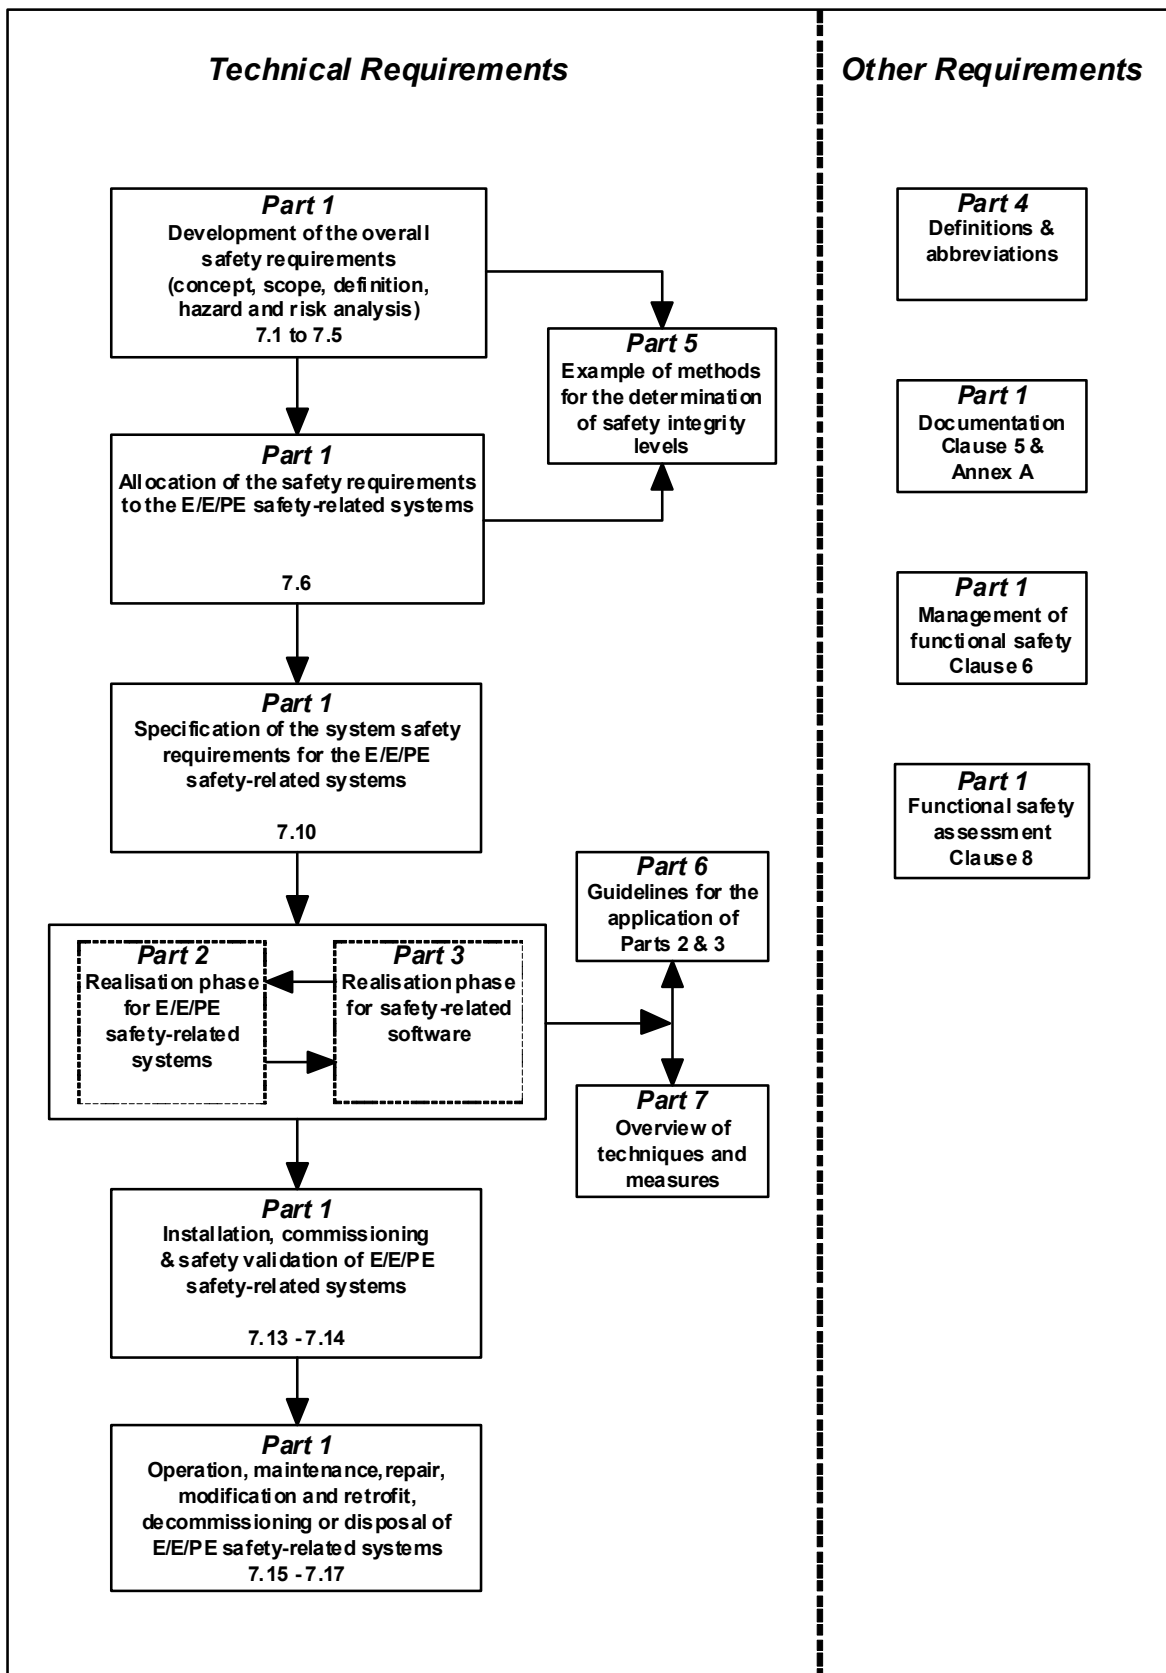 Technical Requirements
Other Requirements
Part 1
Development of the overall
safety requirements
(concept, scope, definition,
hazard and risk analysis)
7.1 to 7.5
Part 5
Example of methods
for the determination
of safety integrity
levels
Part 1
Allocation of the safety requirements
to the E/E/PE safety-related systems
7.6
Part 1
Specification of the system safety
requirements for the E/E/PE
safety-related systems
7.10
Part 2
Realisation phase
for E/E/PE
safety-related
systems
Part 3
Realisation phase
for safety-related
software
Part 6
Guidelines for the
application of
Parts 2 & 3
Part 7
Overview of
techniques and
measures
Part 1
Installation, commissioning
& safety validation of E/E/PE
safety-related systems
7.13 - 7.14
Part 1
Operation, maintenance,repair,
modification and retrofit,
decommissioning or disposal of
E/E/PE safety-related systems
7.15 - 7.17
Part 4
Definitions &
abbreviations
Part 1
Documentation
Clause 5 &
Annex A
Part 1
Management of
functional safety
Clause 6
Part 1
Functional safety
assessment
Clause 8